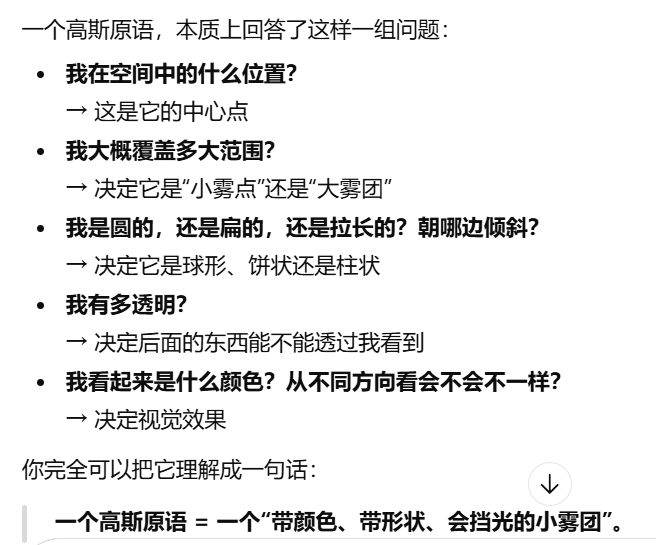 一个高斯原语，本质上回答了这样一组问题：
• 我在空间中的什么位置？
→ 这是它的中心点
• 我大概覆盖多大范围？
→ 决定它是“小雾点”还是“大雾团”
• 我是圆的，还是扁的，还是拉长的？朝哪边倾斜？
→ 决定它是球形、饼状还是柱状
• 我有多透明？
→ 决定后面的东西能不能透过我看到
• 我看起来是什么颜色？从不同方向看会不会不一样？
→ 决定视觉效果
你完全可以把它理解成一句话：
一个高斯原语 = 一个“带颜色、带形状、会挡光的小雾团”。